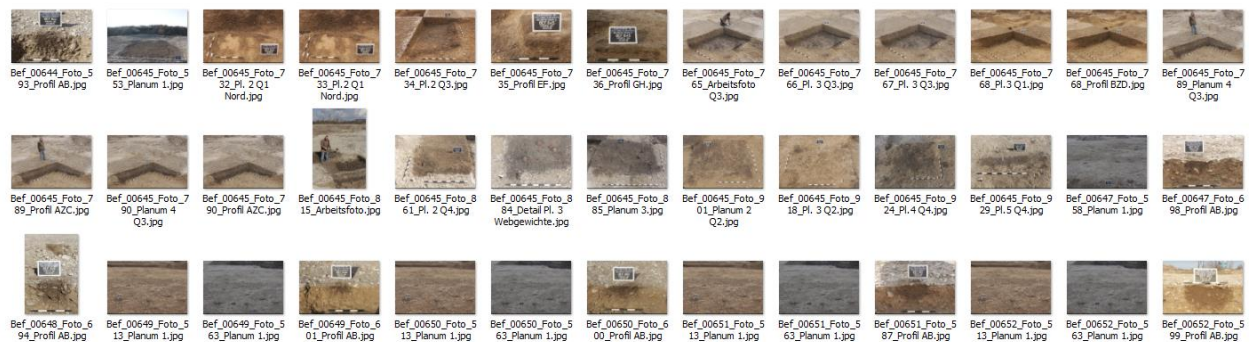 Bef_00644_Foto_5
93_Profil AB.jpg
Bef_00645_Foto_5
53_Planum 1.jpg
Bef_00645_Foto_7
32_Pl. 2 Q1
Nord.jpg
Bef_00645_Foto_7
33_Pl.2 Q1
Nord.jpg
Bef_00645_Foto_7
34_Pl.2 Q3.jpg
Bef_00645_Foto_7
35_Profil EF.jpg
Bef_00645_Foto_7
36_Profil GH.jpg
Bef_00645_Foto_7
65_Arbeitsfoto
Q3.jpg
Bef_00645_Foto_7
66_Pl. 3 Q3.jpg
Bef_00645_Foto_7
67_Pl. 3 Q3.jpg
Bef_00645_Foto_7
68_Pl.3 Q1.jpg
Bef_00645_Foto_7
68_Profil BZD.jpg
Bef_00645_Foto_7
89_Planum 4
Q3.jpg
Bef_00645_Foto_7
89_Profil AZC.jpg
Bef_00645_Foto_7
90_Planum 4
Q3.jpg
Bef_00645_Foto_7
90_Profil AZC.jpg
Bef_00645_Foto_8
15_Arbeitsfoto.jpg
Bef_00645_Foto_8
61_Pl. 2 Q4.jpg
Bef_00645_Foto_8
84_Detail Pl. 3
Webgewichte.jpg
Bef_00645_Foto_8
85_Planum 3.jpg
Bef_00645_Foto_9
01_Planum 2
Q2.jpg
Bef_00645_Foto_9
18_Pl. 3 Q2.jpg
Bef_00645_Foto_9
24_Pl.4 Q4.jpg
Bef_00645_Foto_9
29_Pl.5 Q4.jpg
Bef_00647_Foto_5
58_Planum 1.jpg
Bef_00647_Foto_6
98_Profil AB.jpg
Bef_00648_Foto_6
94_Profil AB.jpg
Bef_00649_Foto_5
13_Planum 1.jpg
Bef_00649_Foto_5
63_Planum 1.jpg
Bef_00649_Foto_6
01_Profil AB.jpg
Bef_00650_Foto_5
13_Planum 1.jpg
Bef_00650_Foto_5
63_Planum 1.jpg
Bef_00650_Foto_6
00_Profil AB.jpg
Bef_00651_Foto_5
13_Planum 1.jpg
Bef_00651_Foto_5
63_Planum 1.jpg
Bef_00651_Foto_5
87_Profil AB.jpg
Bef_00652_Foto_5
13_Planum 1.jpg
Bef_00652_Foto_5
63_Planum 1.jpg
Bef_00652_Foto_5
99_Profil AB.jpg